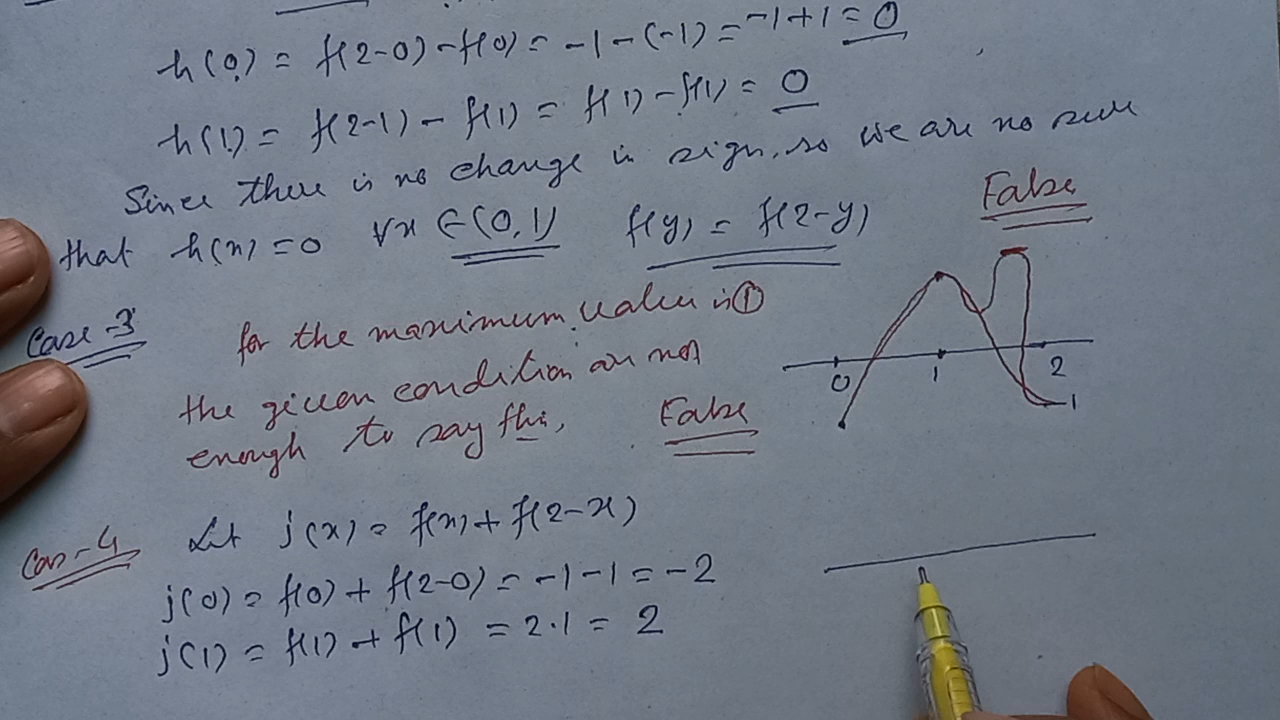 h(0) = f(2-0) - f(0) = -1 - (-1) = -1+1 = 0
h(1) = f(2-1) - f(1) = f(1) - f(1) = 0
Since there is no change in sign, so we are no sure
that h(x) = 0 ∀x ∈ (0,1) f(y) = f(2-y) False
Case-3 for the maximum value is ①
the given condition are not
enough to say this, False
0 1 2
-1
Cas-4 Let j(x) = f(x) + f(2-x)
j(0) = f(0) + f(2-0) = -1-1 = -2
j(1) = f(1) + f(1) = 2·1 = 2